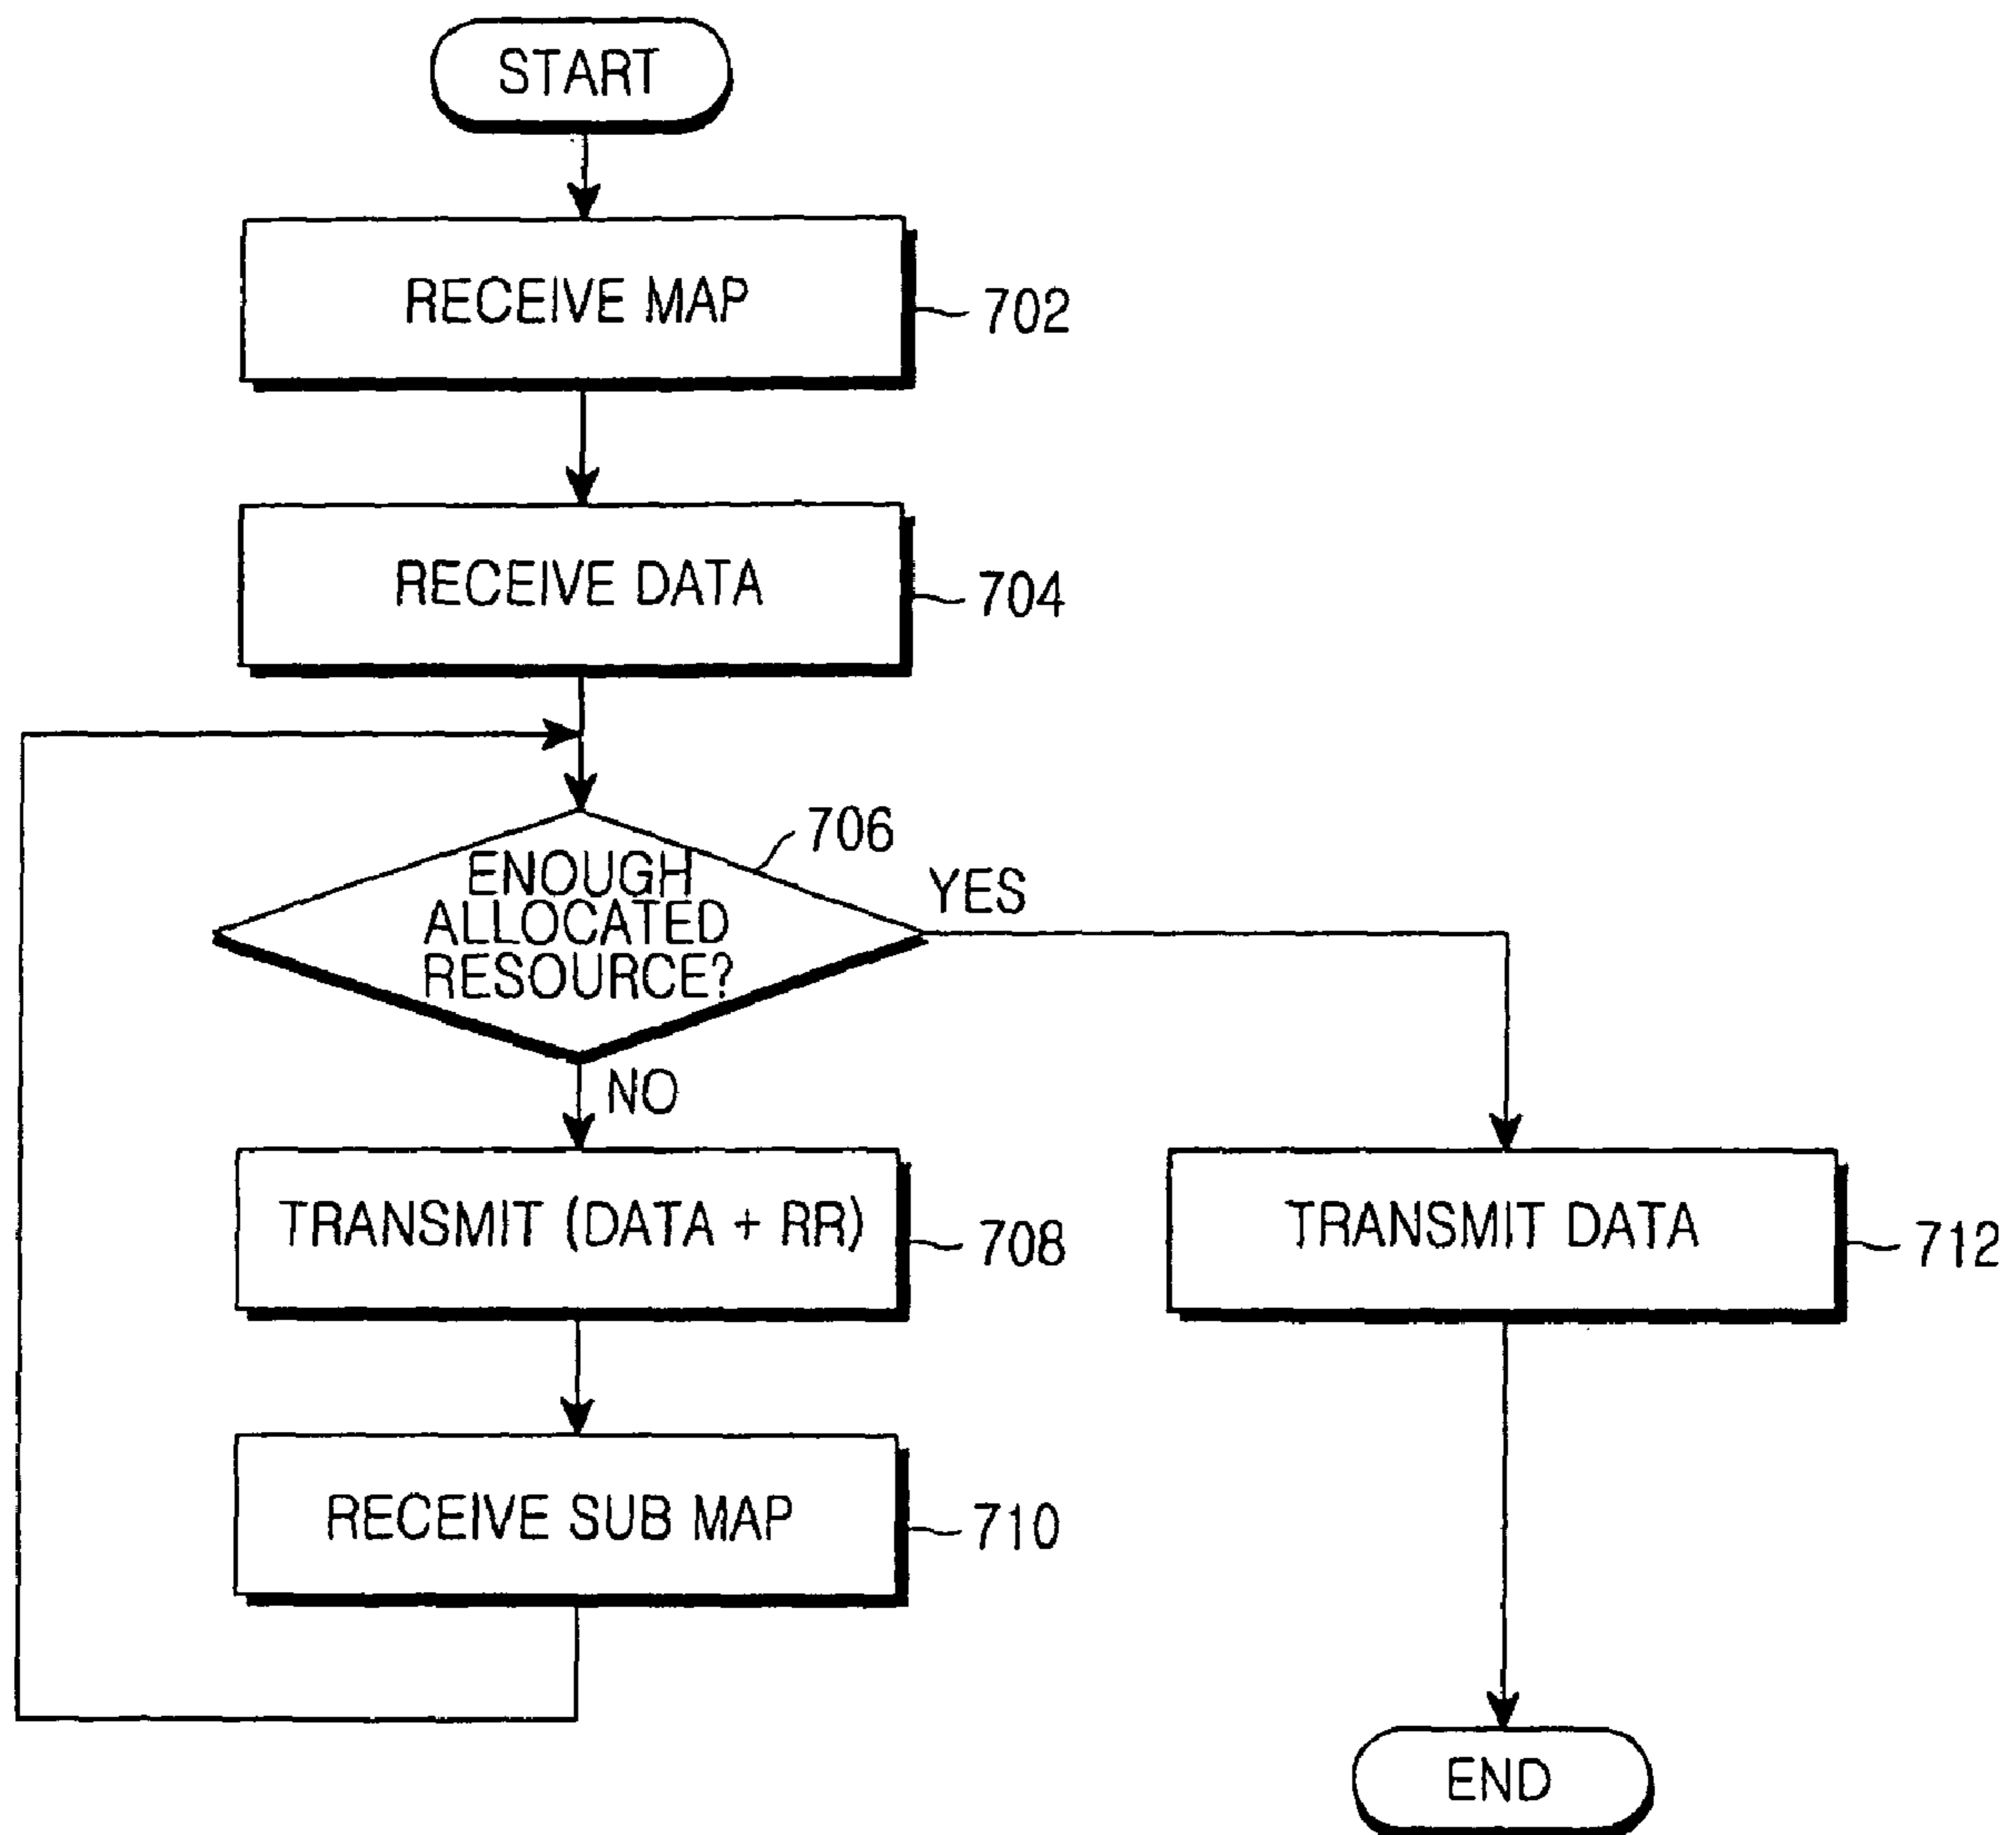 START
RECEIVE MAP
702
RECEIVE DATA
704
706
ENOUGH
ALLOCATED
RESOURCE?
YES
NO
TRANSMIT (DATA + RR)
708
TRANSMIT DATA
712
RECEIVE SUB MAP
710
END